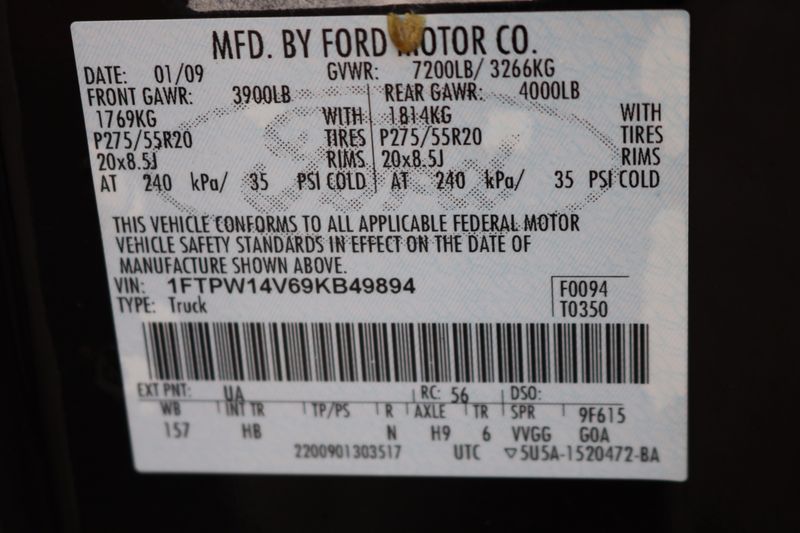 MFD. BY FORD MOTOR CO.
DATE: 01/09 GVWR: 7200LB/ 3266KG
FRONT GAWR: 3900LB REAR GAWR: 4000LB
1769KG WITH 1814KG WITH
P275/55R20 TIRES P275/55R20 TIRES
20x8.5J RIMS 20x8.5J RIMS
AT 240 kPa/ 35 PSI COLD AT 240 kPa/ 35 PSI COLD
THIS VEHICLE CONFORMS TO ALL APPLICABLE FEDERAL MOTOR
VEHICLE SAFETY STANDARDS IN EFFECT ON THE DATE OF
MANUFACTURE SHOWN ABOVE.
VIN: 1FTPW14V69KB49894 F0094
TYPE: Truck T0350
EXT PNT: UA RC: 56 DSO:
WB INT TR TP/PS R AXLE TR SPR 9F615
157 HB N H9 6 VVGG GOA
2200901303517 UTC ▽5U5A-1520472-BA